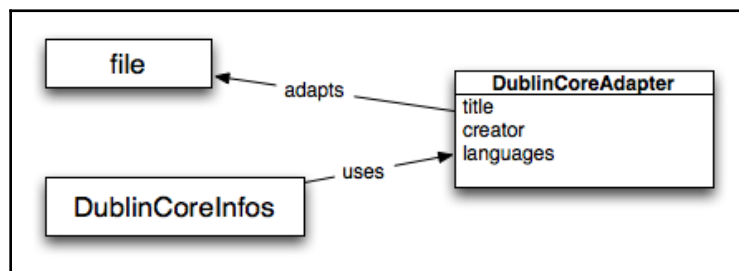 file
adapts
DublinCoreAdapter
title
creator
languages
uses
DublinCoreInfos